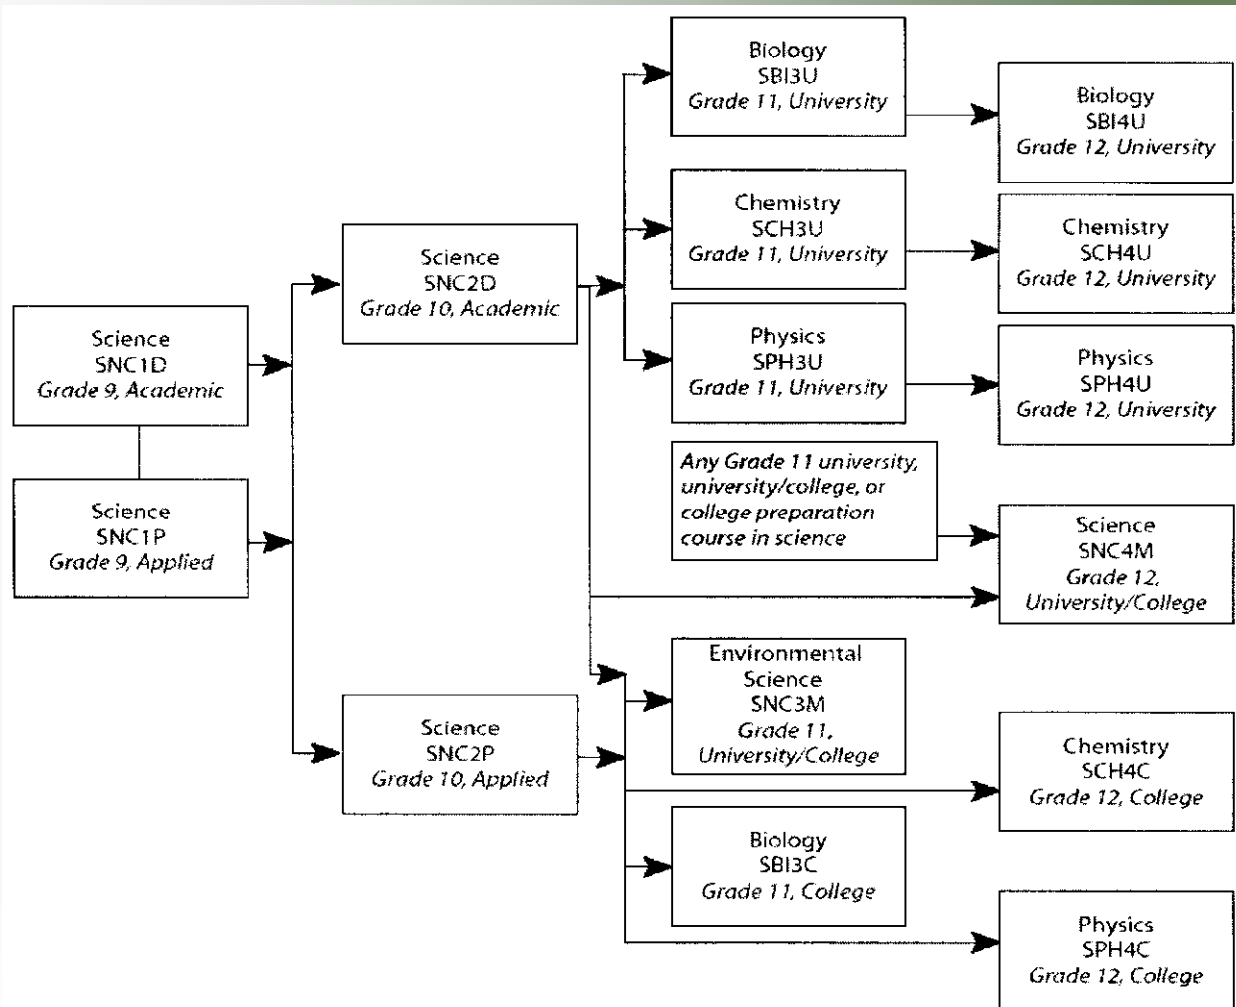 Science
SNC1D
Grade 9, Academic
Science
SNC1P
Grade 9, Applied
Science
SNC2D
Grade 10, Academic
Science
SNC2P
Grade 10, Applied
Biology
SBI3U
Grade 11, University
Chemistry
SCH3U
Grade 11, University
Physics
SPH3U
Grade 11, University
Any Grade 11 university,
university/college, or
college preparation
course in science
Environmental
Science
SNC3M
Grade 11,
University/College
Biology
SBI3C
Grade 11, College
Biology
SBI4U
Grade 12, University
Chemistry
SCH4U
Grade 12, University
Physics
SPH4U
Grade 12, University
Science
SNC4M
Grade 12,
University/College
Chemistry
SCH4C
Grade 12, College
Physics
SPH4C
Grade 12, College